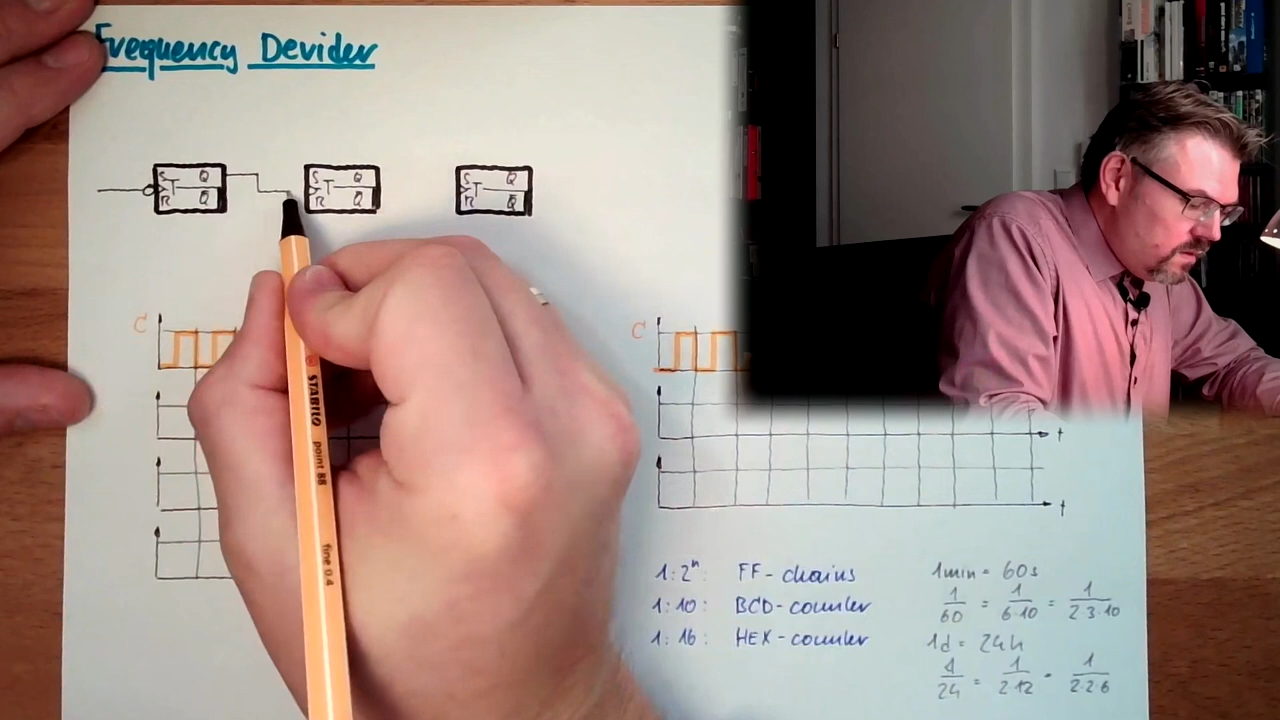 Frequency Devider
S T Q
R Q̅
S T Q
R Q̅
S T Q
R Q̅
C
C
t
t
STABILO point 88 fine 0.4
1:2ⁿ: FF-chains
1:10: BCD-counter
1:16: HEX-counter
1min = 60s
1/60 = 1/6·10 = 1/2·3·10
1d = 24h
1/24 = 1/2·12 = 1/2·2·6